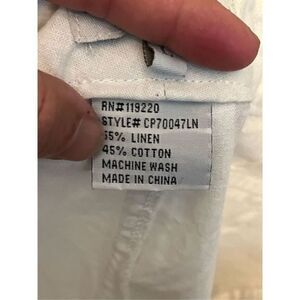 RN#119220
STYLE# CP70047LN
55% LINEN
45% COTTON
MACHINE WASH
MADE IN CHINA